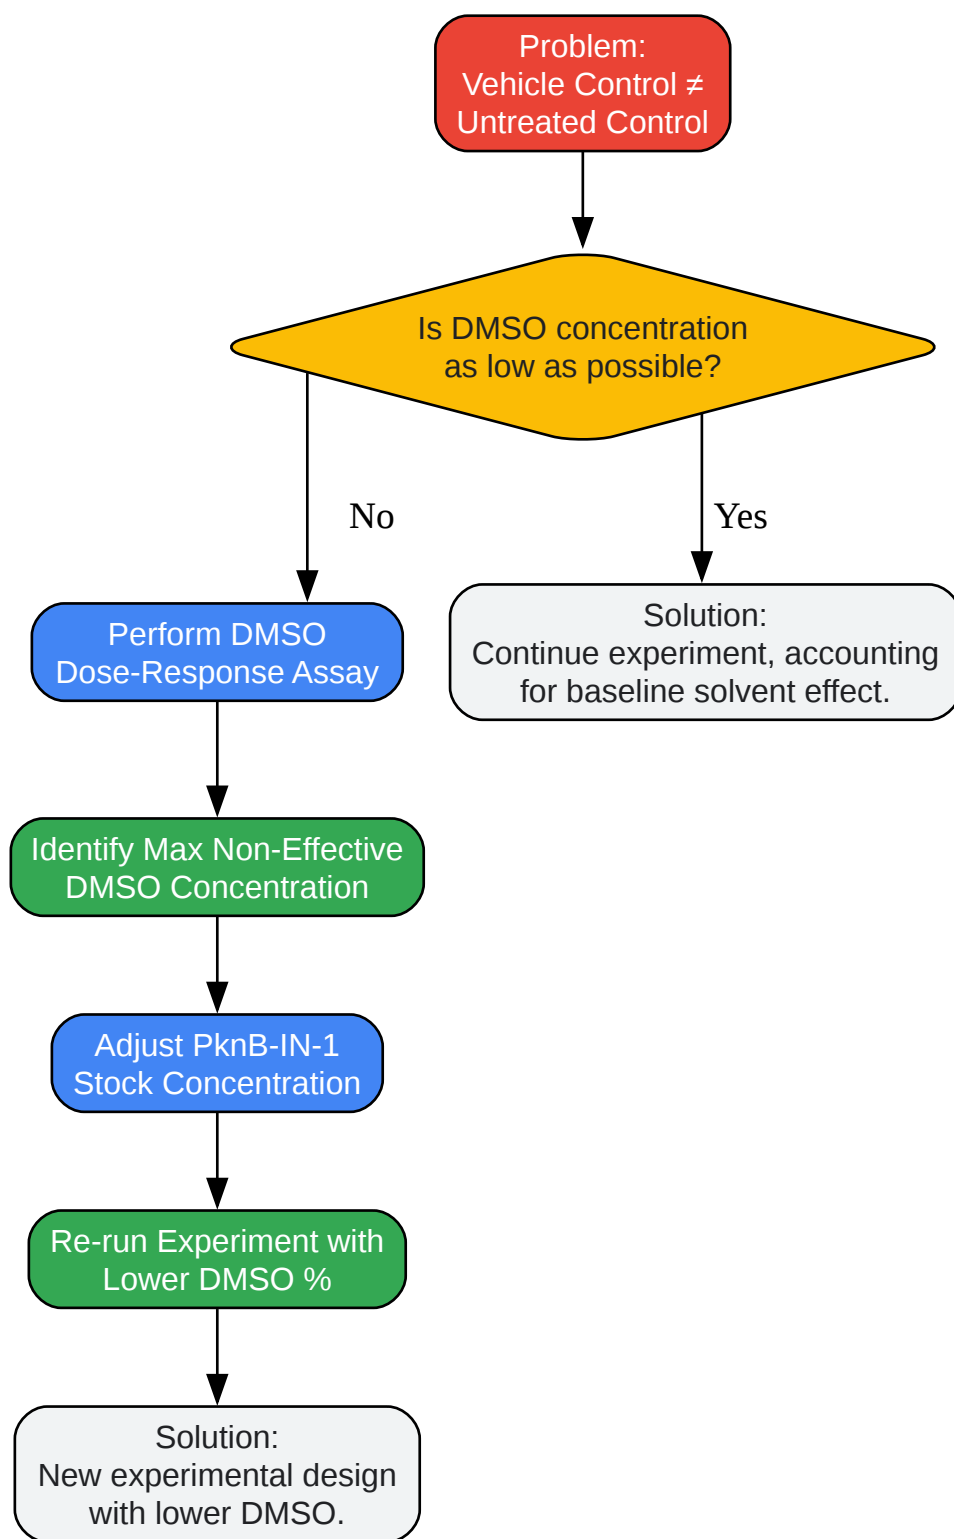 Problem:
Vehicle Control ≠
Untreated Control
Is DMSO concentration
as low as possible?
No
Yes
Perform DMSO
Dose-Response Assay
Solution:
Continue experiment, accounting
for baseline solvent effect.
Identify Max Non-Effective
DMSO Concentration
Adjust PknB-IN-1
Stock Concentration
Re-run Experiment with
Lower DMSO %
Solution:
New experimental design
with lower DMSO.